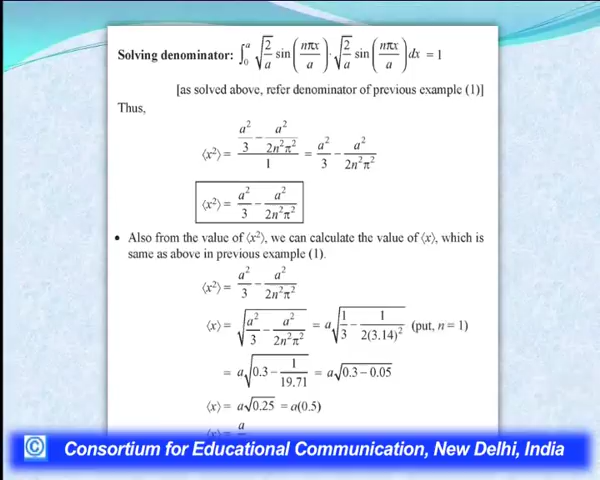 Solving denominator: ∫₀ᵃ √(2/a) sin(nπx/a) · √(2/a) sin(nπx/a) dx = 1
[as solved above, refer denominator of previous example (1)]
Thus,
⟨x²⟩ = (a²/3 − a²/2n²π²)/1 = a²/3 − a²/2n²π²
⟨x²⟩ = a²/3 − a²/2n²π²
• Also from the value of ⟨x²⟩, we can calculate the value of ⟨x⟩, which is
same as above in previous example (1).
⟨x²⟩ = a²/3 − a²/2n²π²
⟨x⟩ = √(a²/3 − a²/2n²π²) = a√(1/3 − 1/2(3.14)²) (put, n = 1)
= a√(0.3 − 1/19.71) = a√(0.3 − 0.05)
⟨x⟩ = a√0.25 = a(0.5)
a
© Consortium for Educational Communication, New Delhi, India